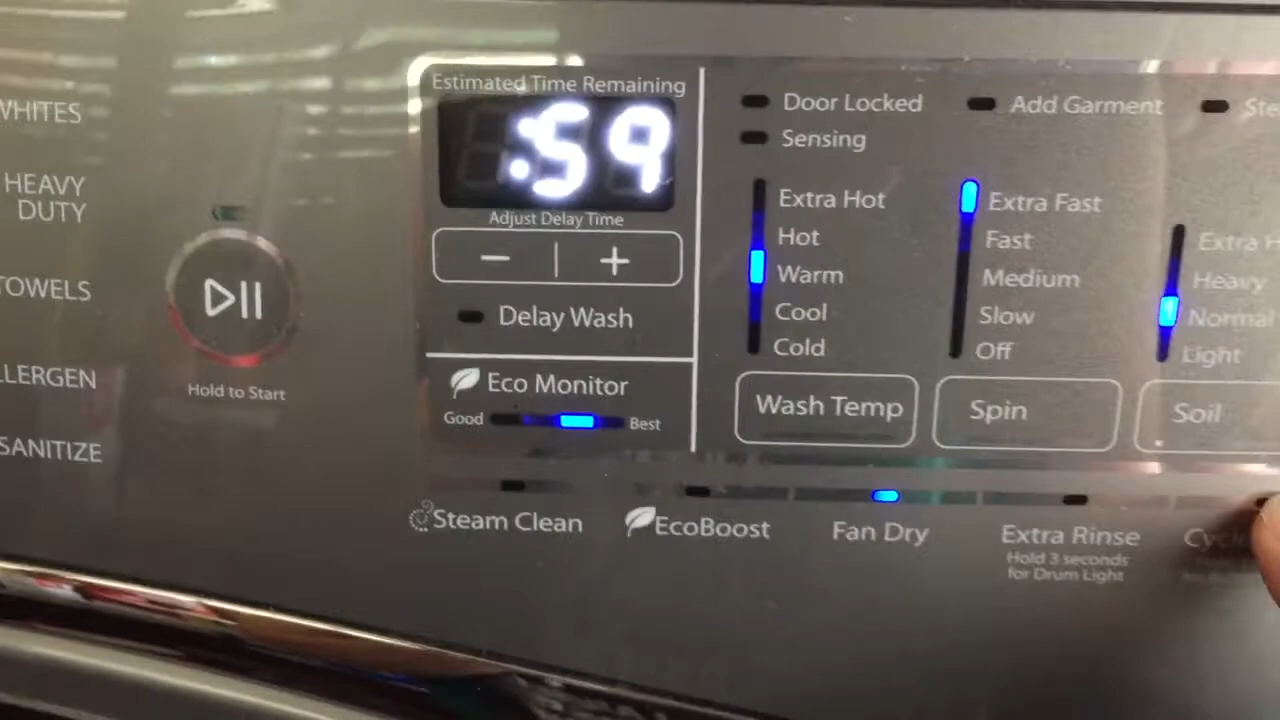 WHITES
HEAVY
DUTY
TOWELS
LLERGEN
SANITIZE
Hold to Start
Estimated Time Remaining
:59
Adjust Delay Time
− | +
Delay Wash
Eco Monitor
Good Best
Door Locked
Sensing
Add Garment
Ste
Extra Hot
Hot
Warm
Cool
Cold
Wash Temp
Extra Fast
Fast
Medium
Slow
Off
Spin
Extra H
Heavy
Normal
Light
Soil
Steam Clean
EcoBoost
Fan Dry
Extra Rinse
Hold 3 seconds
for Drum Light
Cycl